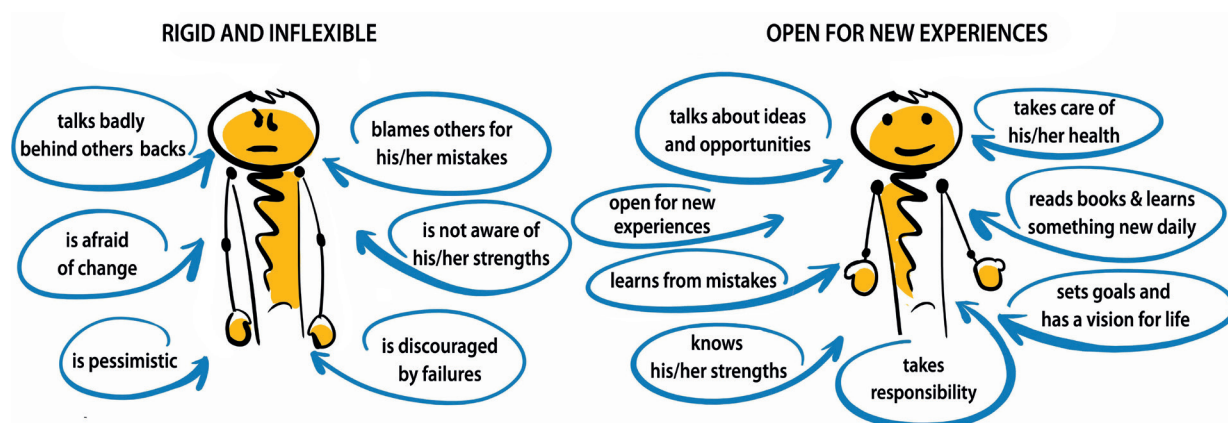 RIGID AND INFLEXIBLE
talks badly
behind others backs
blames others for
his/her mistakes
is afraid
of change
is not aware of
his/her strengths
is pessimistic
is discouraged
by failures
OPEN FOR NEW EXPERIENCES
talks about ideas
and opportunities
takes care of
his/her health
open for new
experiences
reads books & learns
something new daily
learns from mistakes
sets goals and
has a vision for life
knows
his/her strengths
takes
responsibility